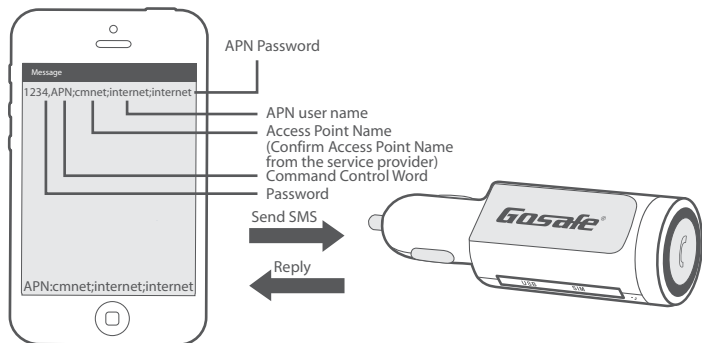 APN Password
Message
1234,APN;cmnet;internet;internet
APN user name
Access Point Name
(Confirm Access Point Name
from the service provider)
Command Control Word
Password
Send SMS
Reply
APN:cmnet;internet;internet
Gosafe®
USB
SIM